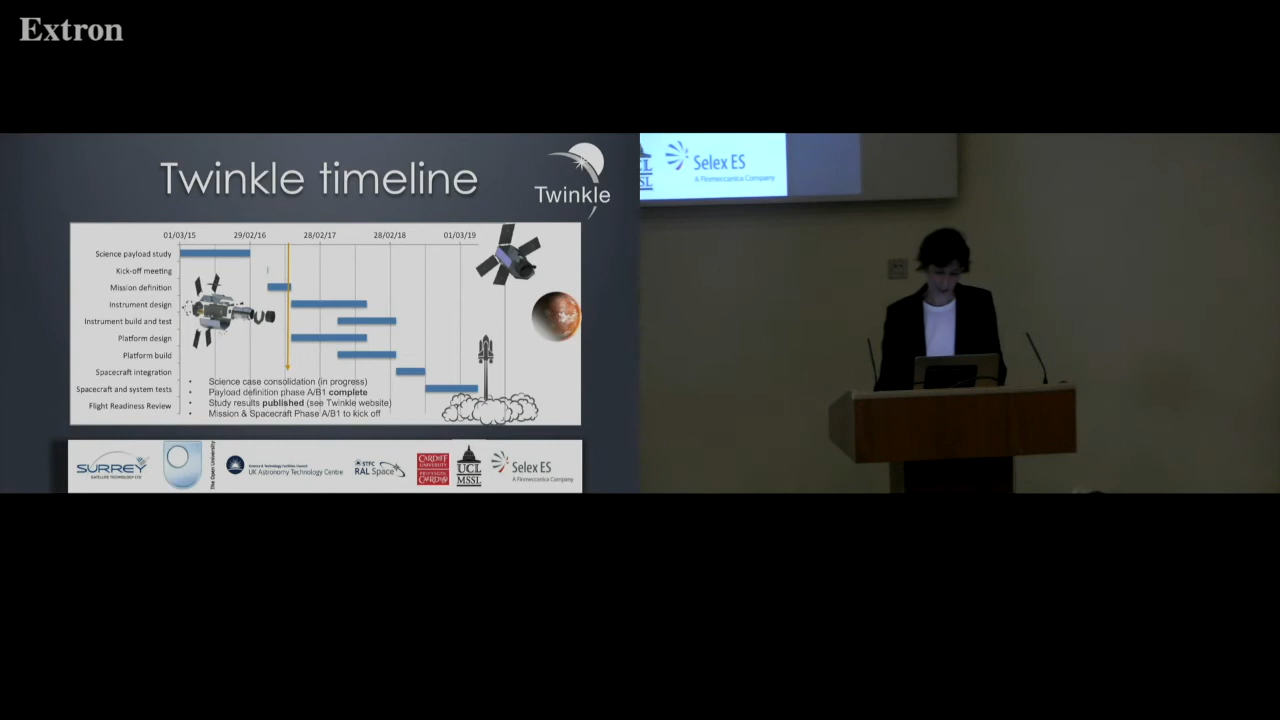 Extron
Twinkle timeline
Twinkle
01/03/15 29/02/16 28/02/17 28/02/18 01/03/19
Science payload study
Kick-off meeting
Mission definition
Instrument design
Instrument build and test
Platform design
Platform build
Spacecraft integration
Spacecraft and system tests
Flight Readiness Review
• Science case consolidation (in progress)
• Payload definition phase A/B1 complete
• Study results published (see Twinkle website)
• Mission & Spacecraft Phase A/B1 to kick off
SURREY
SATELLITE TECHNOLOGY LTD
The Open University
Science & Technology Facilities Council
UK Astronomy Technology Centre
STFC
RAL Space
CARDIFF
UNIVERSITY
PRIFYSGOL
CAERDYDD
UCL
MSSL
Selex ES
A Finmeccanica Company
CL
SL
Selex ES
A Finmeccanica Company